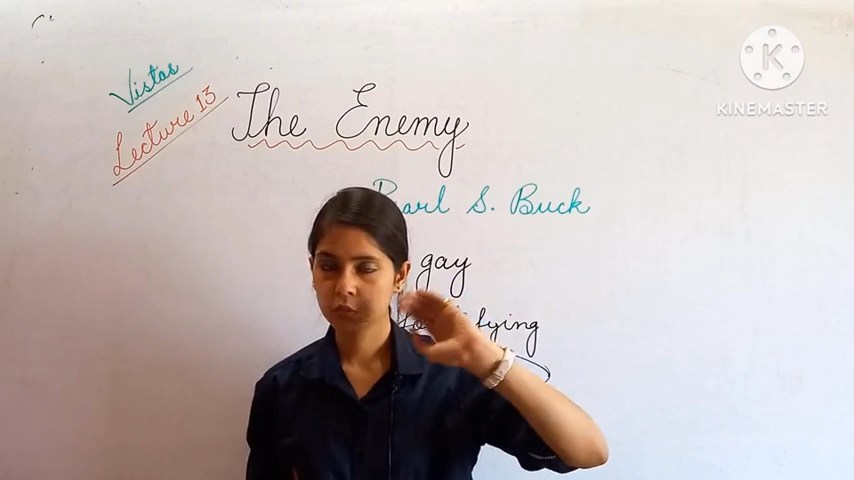 Vistas
Lecture 13
The Enemy
Pearl S. Buck
gay
K
KINEMASTER